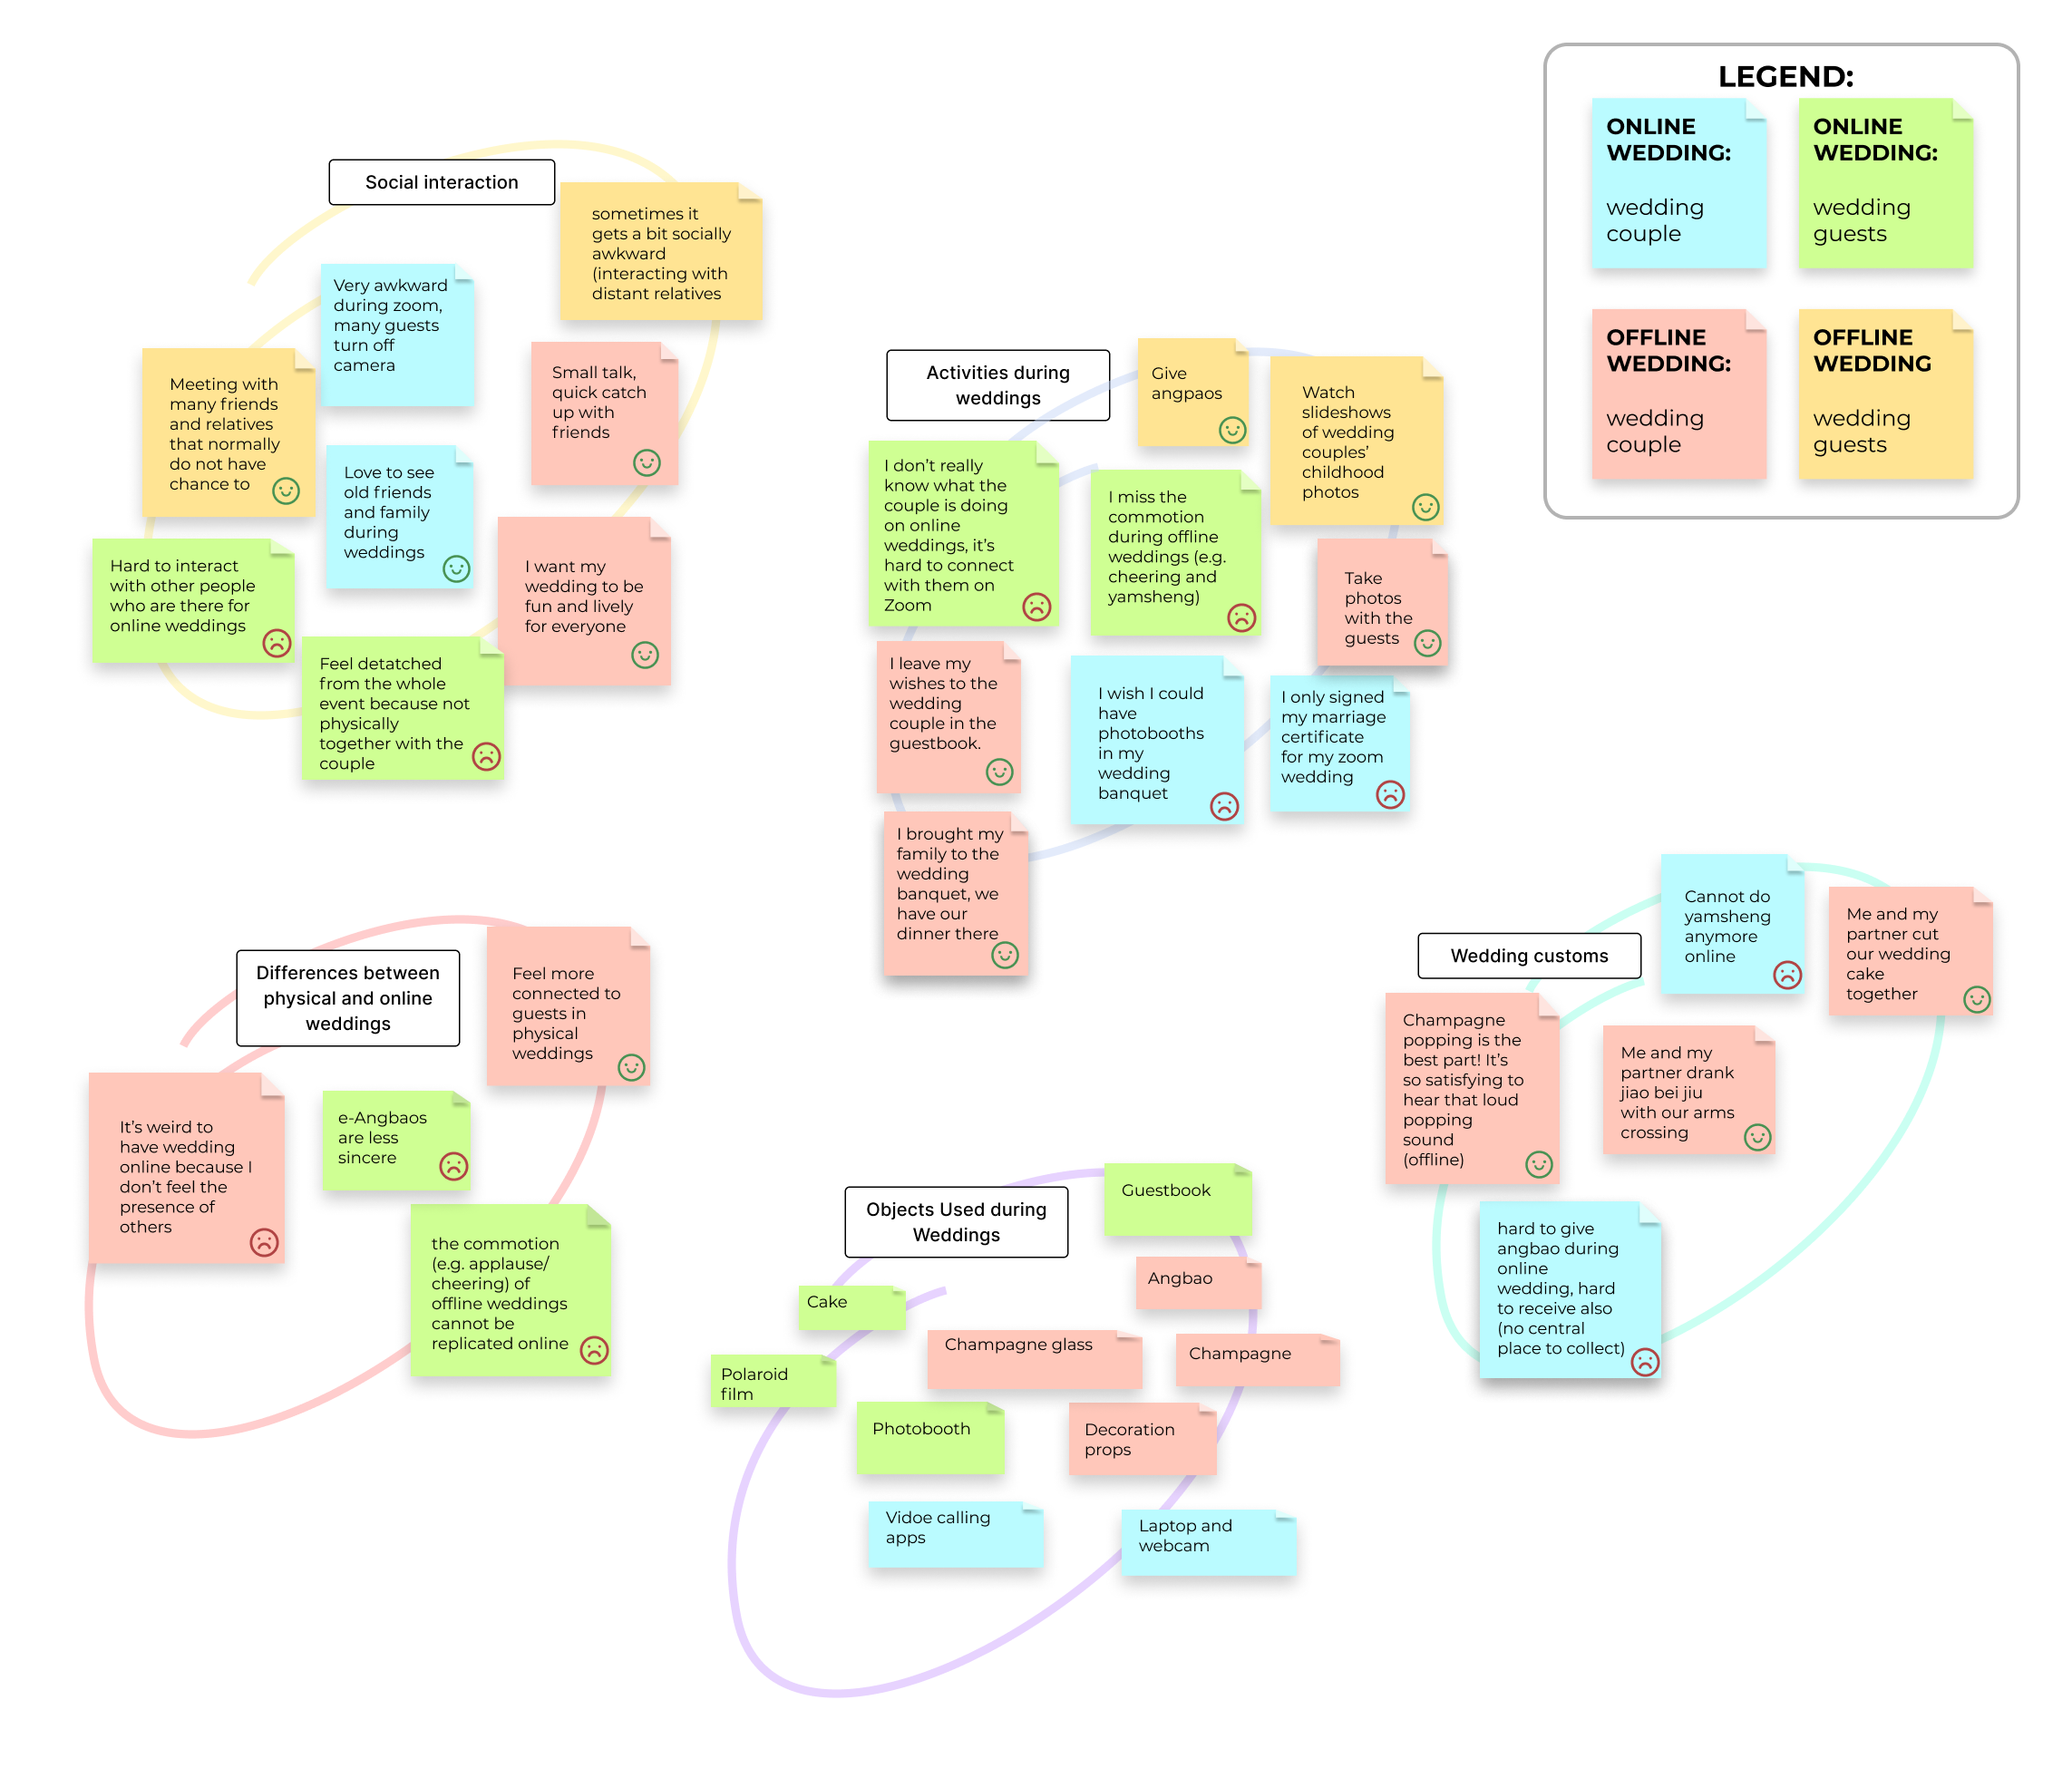 LEGEND:
ONLINE
WEDDING:
wedding
couple
ONLINE
WEDDING:
wedding
guests
OFFLINE
WEDDING:
wedding
couple
OFFLINE
WEDDING
wedding
guests
Social interaction
sometimes it
gets a bit socially
awkward
(interacting with
distant relatives
Very awkward
during zoom,
many guests
turn off
camera
Small talk,
quick catch
up with
friends
Meeting with
many friends
and relatives
that normally
do not have
chance to
Love to see
old friends
and family
during
weddings
I want my
wedding to be
fun and lively
for everyone
Hard to interact
with other people
who are there for
online weddings
Feel detatched
from the whole
event because not
physically
together with the
couple
Activities during
weddings
Give
angpaos
Watch
slideshows
of wedding
couples’
childhood
photos
I don’t really
know what the
couple is doing
on online
weddings, it’s
hard to connect
with them on
Zoom
I miss the
commotion
during offline
weddings (e.g.
cheering and
yamsheng)
Take
photos
with the
guests
I leave my
wishes to the
wedding
couple in the
guestbook.
I wish I could
have
photobooths
in my
wedding
banquet
I only signed
my marriage
certificate
for my zoom
wedding
I brought my
family to the
wedding
banquet, we
have our
dinner there
Differences between
physical and online
weddings
Feel more
connected to
guests in
physical
weddings
It’s weird to
have wedding
online because I
don’t feel the
presence of
others
e-Angbaos
are less
sincere
the commotion
(e.g. applause/
cheering) of
offline weddings
cannot be
replicated online
Wedding customs
Cannot do
yamsheng
anymore
online
Me and my
partner cut
our wedding
cake
together
Champagne
popping is the
best part! It’s
so satisfying to
hear that loud
popping
sound
(offline)
Me and my
partner drank
jiao bei jiu
with our arms
crossing
hard to give
angbao during
online
wedding, hard
to receive also
(no central
place to collect)
Objects Used during
Weddings
Guestbook
Angbao
Cake
Champagne glass
Champagne
Polaroid
film
Photobooth
Decoration
props
Vidoe calling
apps
Laptop and
webcam